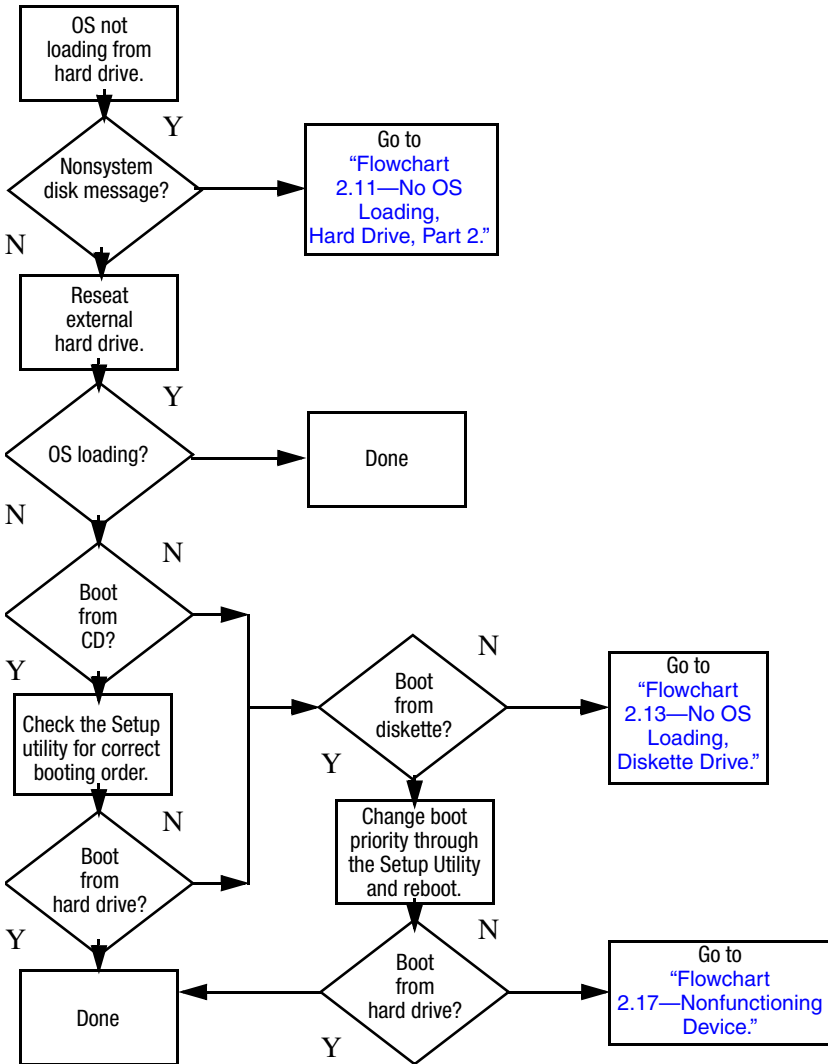 OS not
loading from
hard drive.
Y
Nonsystem
disk message?
Go to
“Flowchart
2.11—No OS
Loading,
Hard Drive, Part 2.”
N
Reseat
external
hard drive.
Y
OS loading?
Done
N
N
Boot
from
CD?
Y
Check the Setup
utility for correct
booting order.
N
Boot
from
hard drive?
Y
Done
N
Boot
from
diskette?
Go to
“Flowchart
2.13—No OS
Loading,
Diskette Drive.”
Y
Change boot
priority through
the Setup Utility
and reboot.
N
Boot
from
hard drive?
Y
Go to
“Flowchart
2.17—Nonfunctioning
Device.”